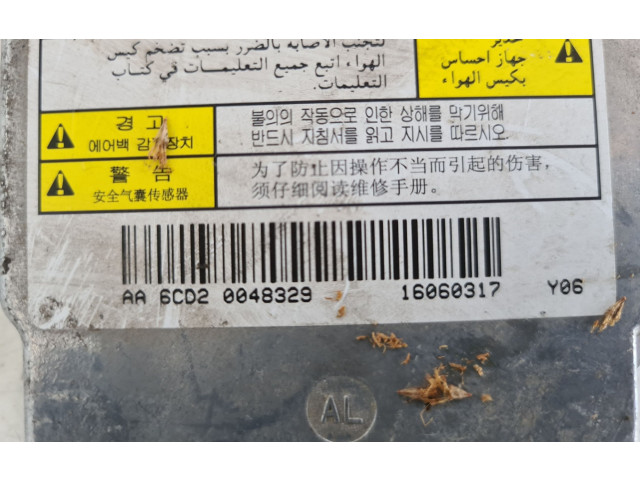 لتجنب الاصابه بالضرر بسبب تضخم كيس
الهواء اتبع جميع التعليمات في كتاب
التعليمات.
تحذير
جهاز احساس
بكيس الهواء
경 고
에어백 감지장치
불의의 작동으로 인한 상해를 막기위해
반드시 지침서를 읽고 지시를 따르시오.
警 告
安全气囊传感器
为了防止因操作不当而引起的伤害，
须仔细阅读维修手册。
AA 6CD2 0048329 16060317 Y06
AL